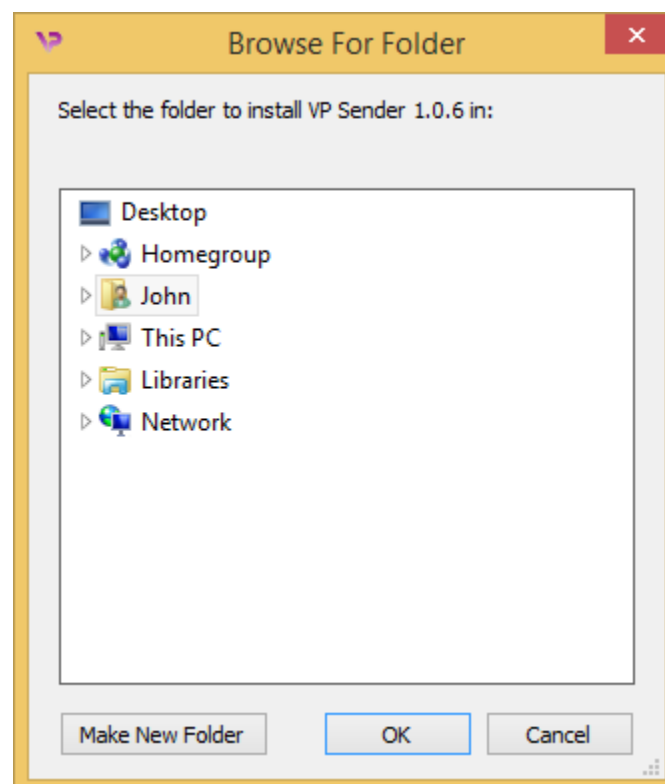 VP
Browse For Folder
Select the folder to install VP Sender 1.0.6 in:
Desktop
Homegroup
John
This PC
Libraries
Network
Make New Folder OK Cancel